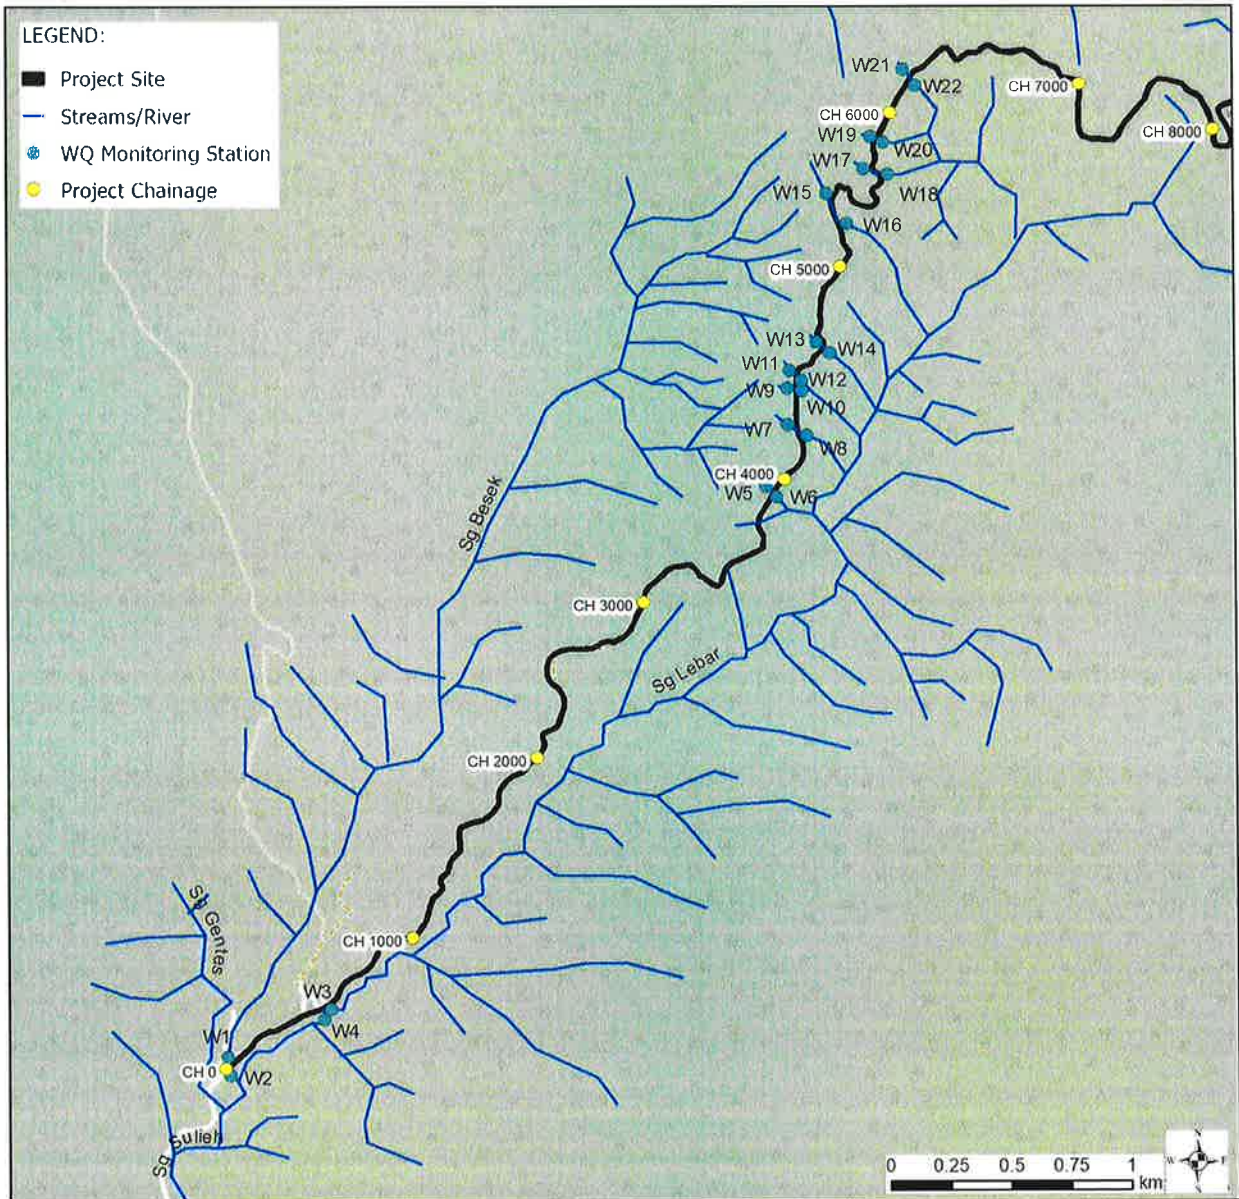 LEGEND:
Project Site
Streams/River
WQ Monitoring Station
Project Chainage
W21
W22
CH 7000
CH 6000
CH 8000
W19
W20
W17
W18
W15
W16
CH 5000
W13
W14
W11
W12
W9
W10
W7
W8
CH 4000
W5
W6
Sg Besek
CH 3000
Sg Lebar
CH 2000
Sg Gentes
CH 1000
W3
W4
W1
CH 0
W2
Sg Sulieh
N
W
E
S
0 0.25 0.5 0.75 1
km